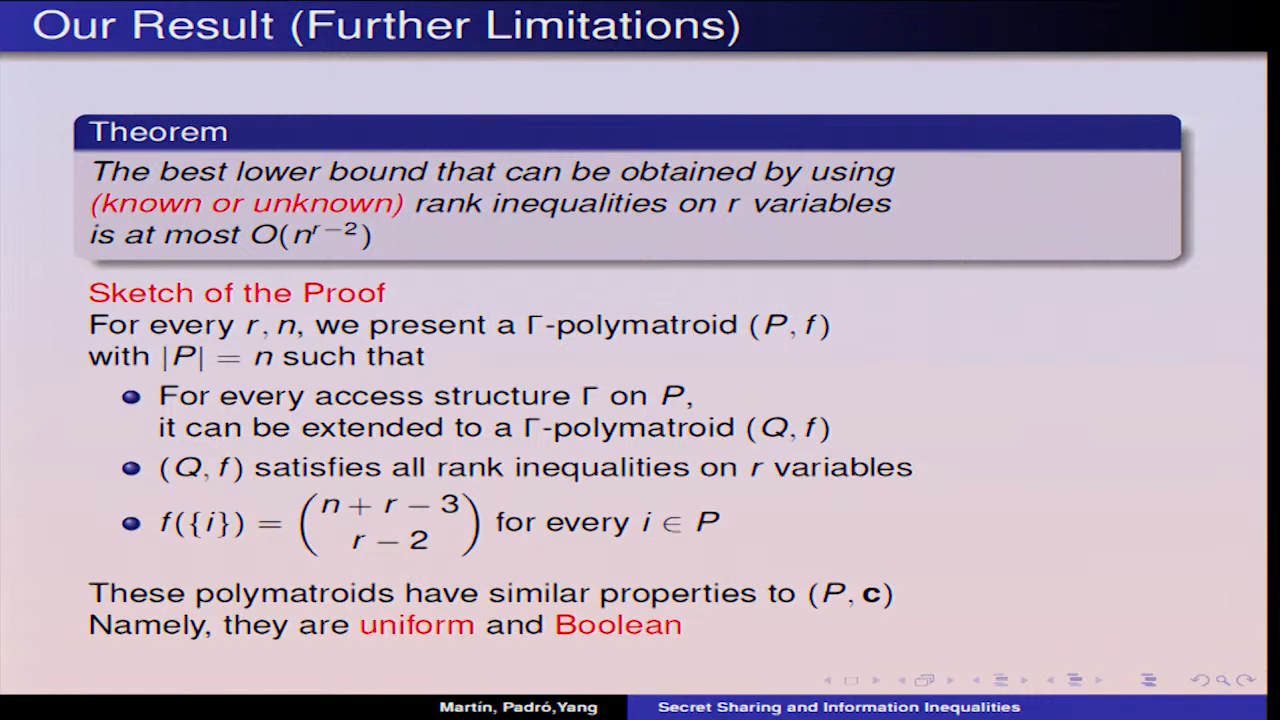 Our Result (Further Limitations)
Theorem
The best lower bound that can be obtained by using
(known or unknown) rank inequalities on r variables
is at most O(n^{r−2})
Sketch of the Proof
For every r, n, we present a Γ-polymatroid (P, f)
with |P| = n such that
For every access structure Γ on P,
it can be extended to a Γ-polymatroid (Q, f)
(Q, f) satisfies all rank inequalities on r variables
f({i}) = \binom{n + r − 3}{r − 2} for every i ∈ P
These polymatroids have similar properties to (P, c)
Namely, they are uniform and Boolean
Martín, Padró,Yang
Secret Sharing and Information Inequalities